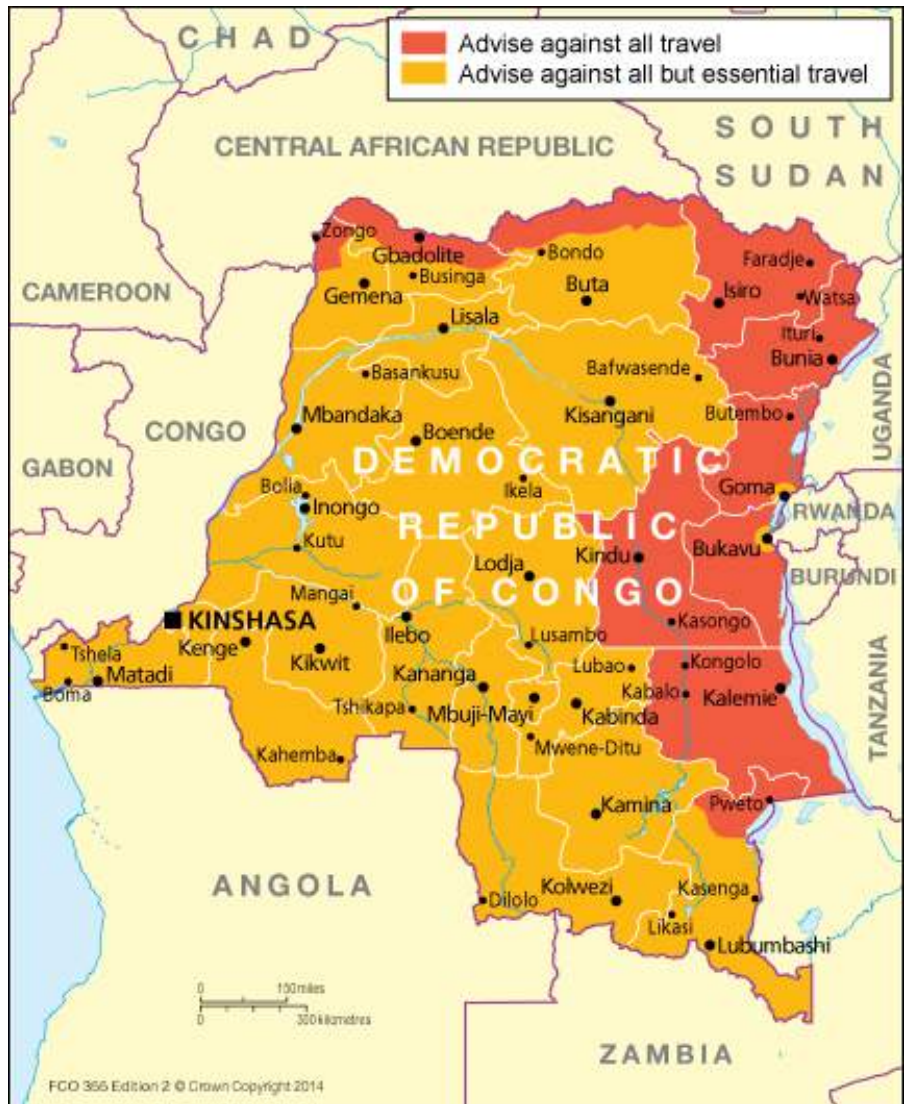 CHAD
Advise against all travel
Advise against all but essential travel
CENTRAL AFRICAN REPUBLIC
SOUTH
SUDAN
Zongo
Gbadolite
Bondo
Faradje
Businga
CAMEROON
Gemena
Buta
Isiro
Watsa
Lisala
Ituri
Bunia
Basankusu
Bafwasende
UGANDA
Mbandaka
Kisangani
Butembo
CONGO
Boende
GABON
DEMOCRATIC
Bolia
Ikela
Goma
Inongo
RWANDA
REPUBLIC
Kutu
Lodja
Kindu
Bukavu
BURUNDI
OF CONGO
Mangai
KINSHASA
Ilebo
Kasongo
Tshela
Kenge
Kikwit
Lusambo
Lubao
Kongolo
TANZANIA
Boma
Matadi
Kananga
Kabalo
Kalemie
Tshikapa
Mbuji-Mayi
Kabinda
Mwene-Ditu
Kahemba
Kamina
Pweto
ANGOLA
Dilolo
Kolwezi
Kasenga
Likasi
Lubumbashi
0 150 miles
0 300 kilometres
ZAMBIA
FCO 355 Edition 2 © Crown Copyright 2014